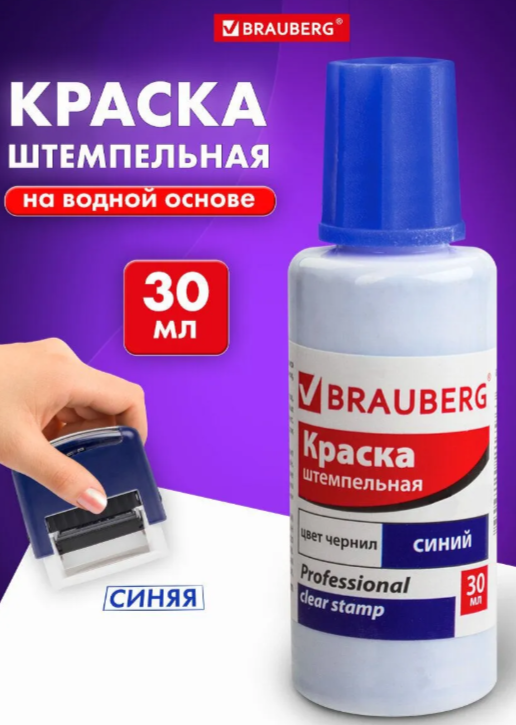 BRAUBERG®
КРАСКА
ШТЕМПЕЛЬНАЯ
на водной основе
30
МЛ
BRAUBERG®
Краска
штемпельная
цвет чернил СИНИЙ
Professional
clear stamp
30
МЛ
СИНЯЯ